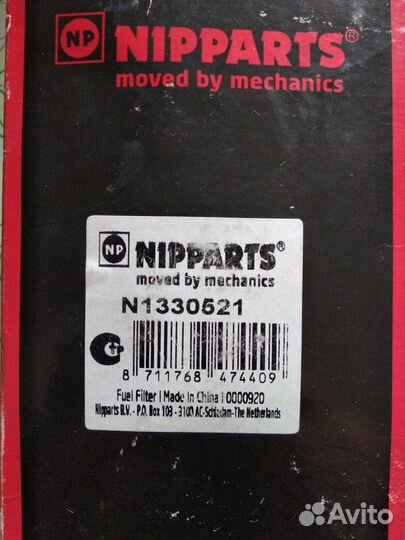 NP NIPPARTS®
moved by mechanics
NP NIPPARTS®
moved by mechanics
N1330521
8 711768 474409
Fuel Filter | Made in China | 0000920
Nipparts B.V. - P.O. Box 103 - 3100 AC-Schiedam-The Netherlands
Avito